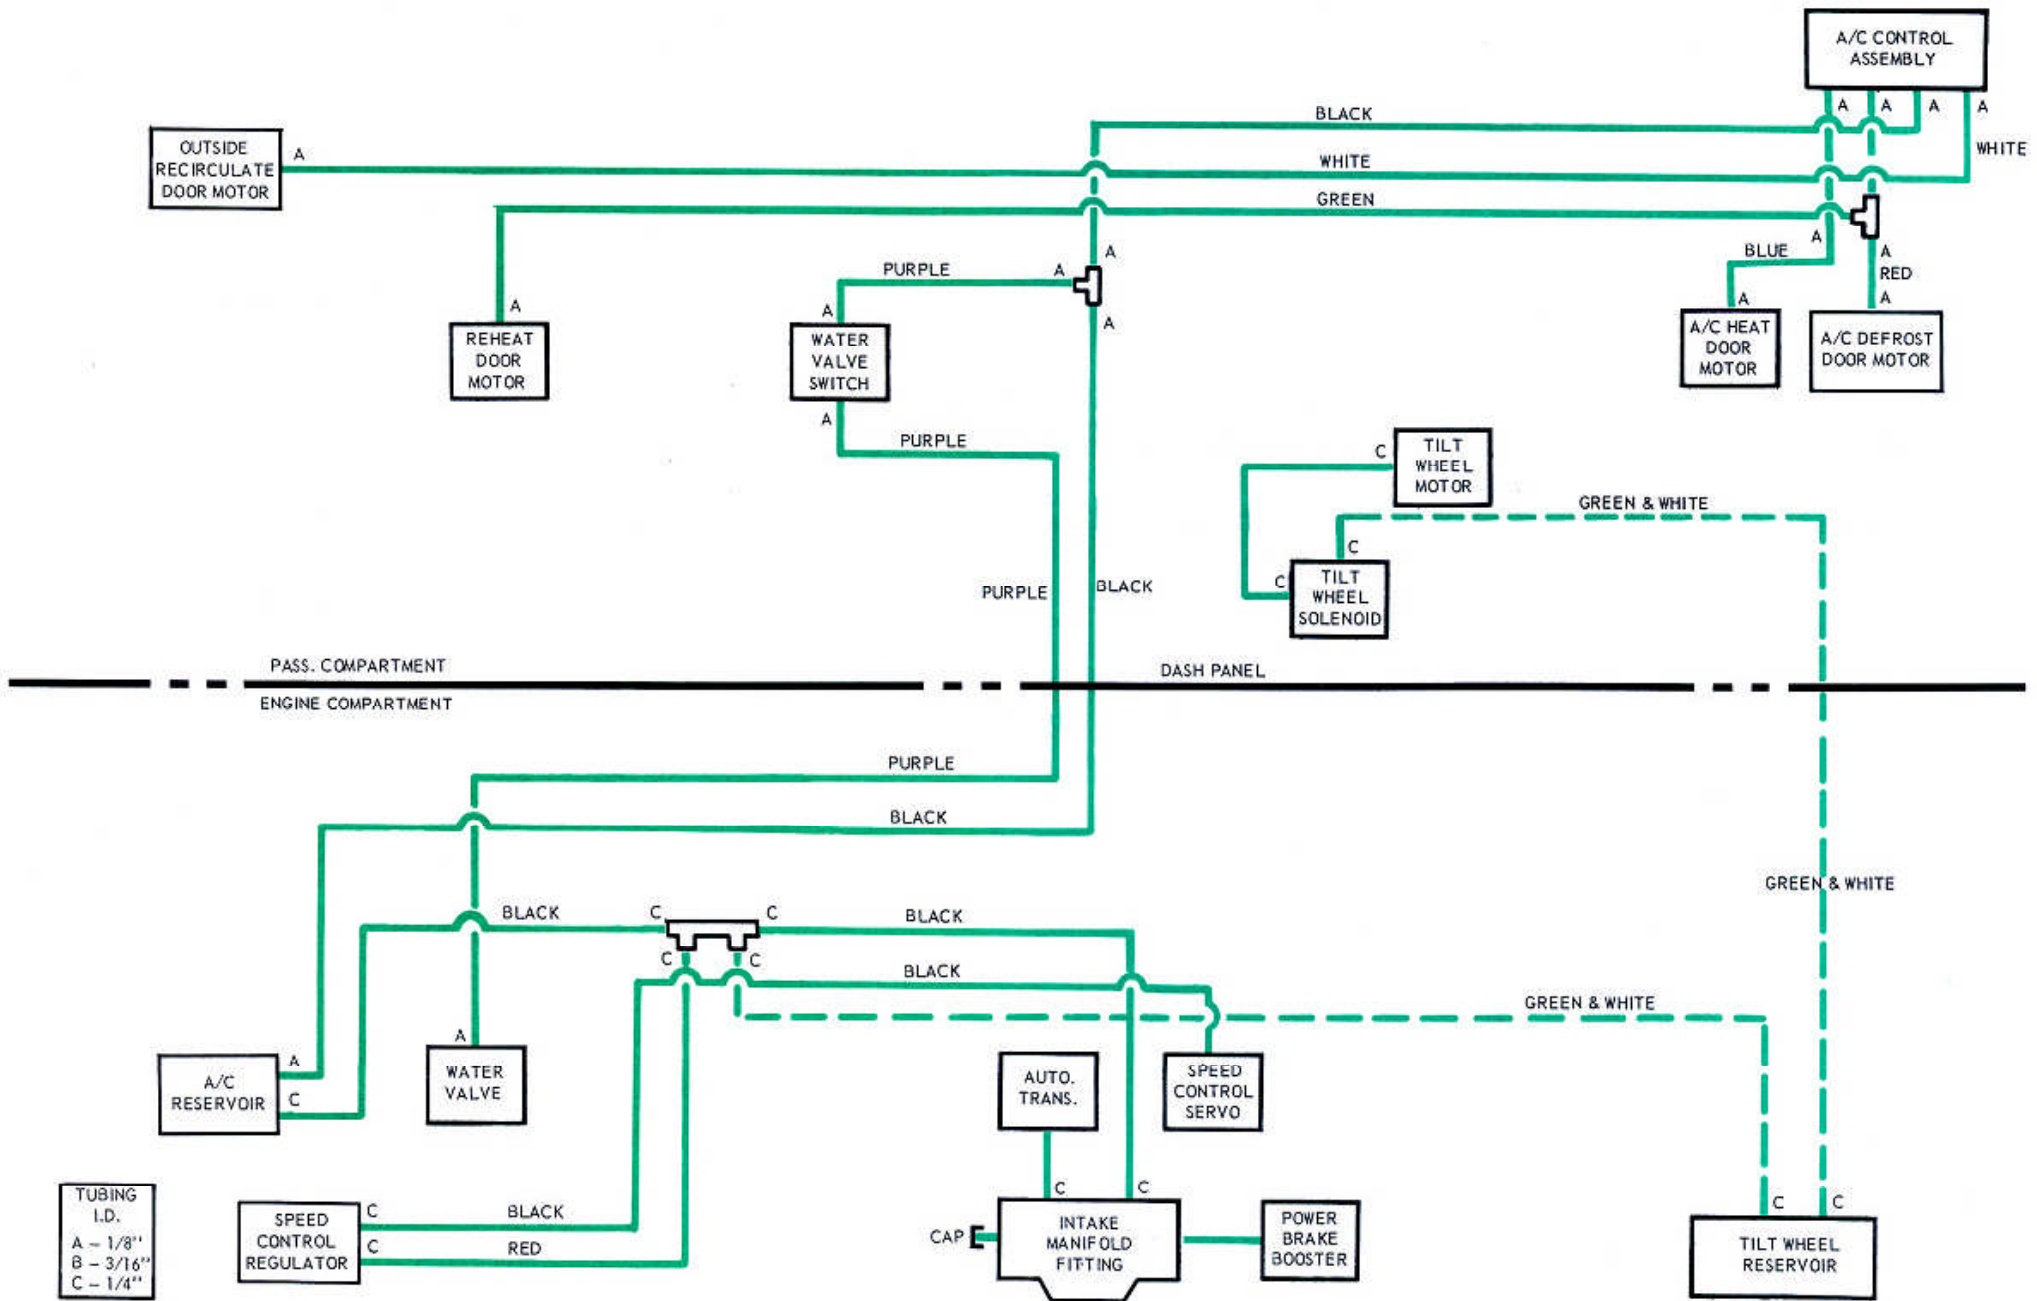 A/C CONTROL
ASSEMBLY
A
A
A
A
BLACK
WHITE
OUTSIDE
RECIRCULATE
DOOR MOTOR
A
WHITE
GREEN
A
BLUE
A
RED
A
A
A
PURPLE
A
A
A
A
REHEAT
DOOR
MOTOR
WATER
VALVE
SWITCH
A/C HEAT
DOOR
MOTOR
A/C DEFROST
DOOR MOTOR
A
PURPLE
C
TILT
WHEEL
MOTOR
GREEN & WHITE
C
C
TILT
WHEEL
SOLENOID
PURPLE
BLACK
PASS. COMPARTMENT
DASH PANEL
ENGINE COMPARTMENT
PURPLE
BLACK
GREEN & WHITE
BLACK
C
C
BLACK
C
C
BLACK
GREEN & WHITE
A
A
C
A/C
RESERVOIR
WATER
VALVE
AUTO.
TRANS.
SPEED
CONTROL
SERVO
C
C
C
C
TUBING
I.D.
A – 1/8"
B – 3/16"
C – 1/4"
SPEED
CONTROL
REGULATOR
C
BLACK
C
RED
CAP
INTAKE
MANIFOLD
FITTING
POWER
BRAKE
BOOSTER
TILT WHEEL
RESERVOIR